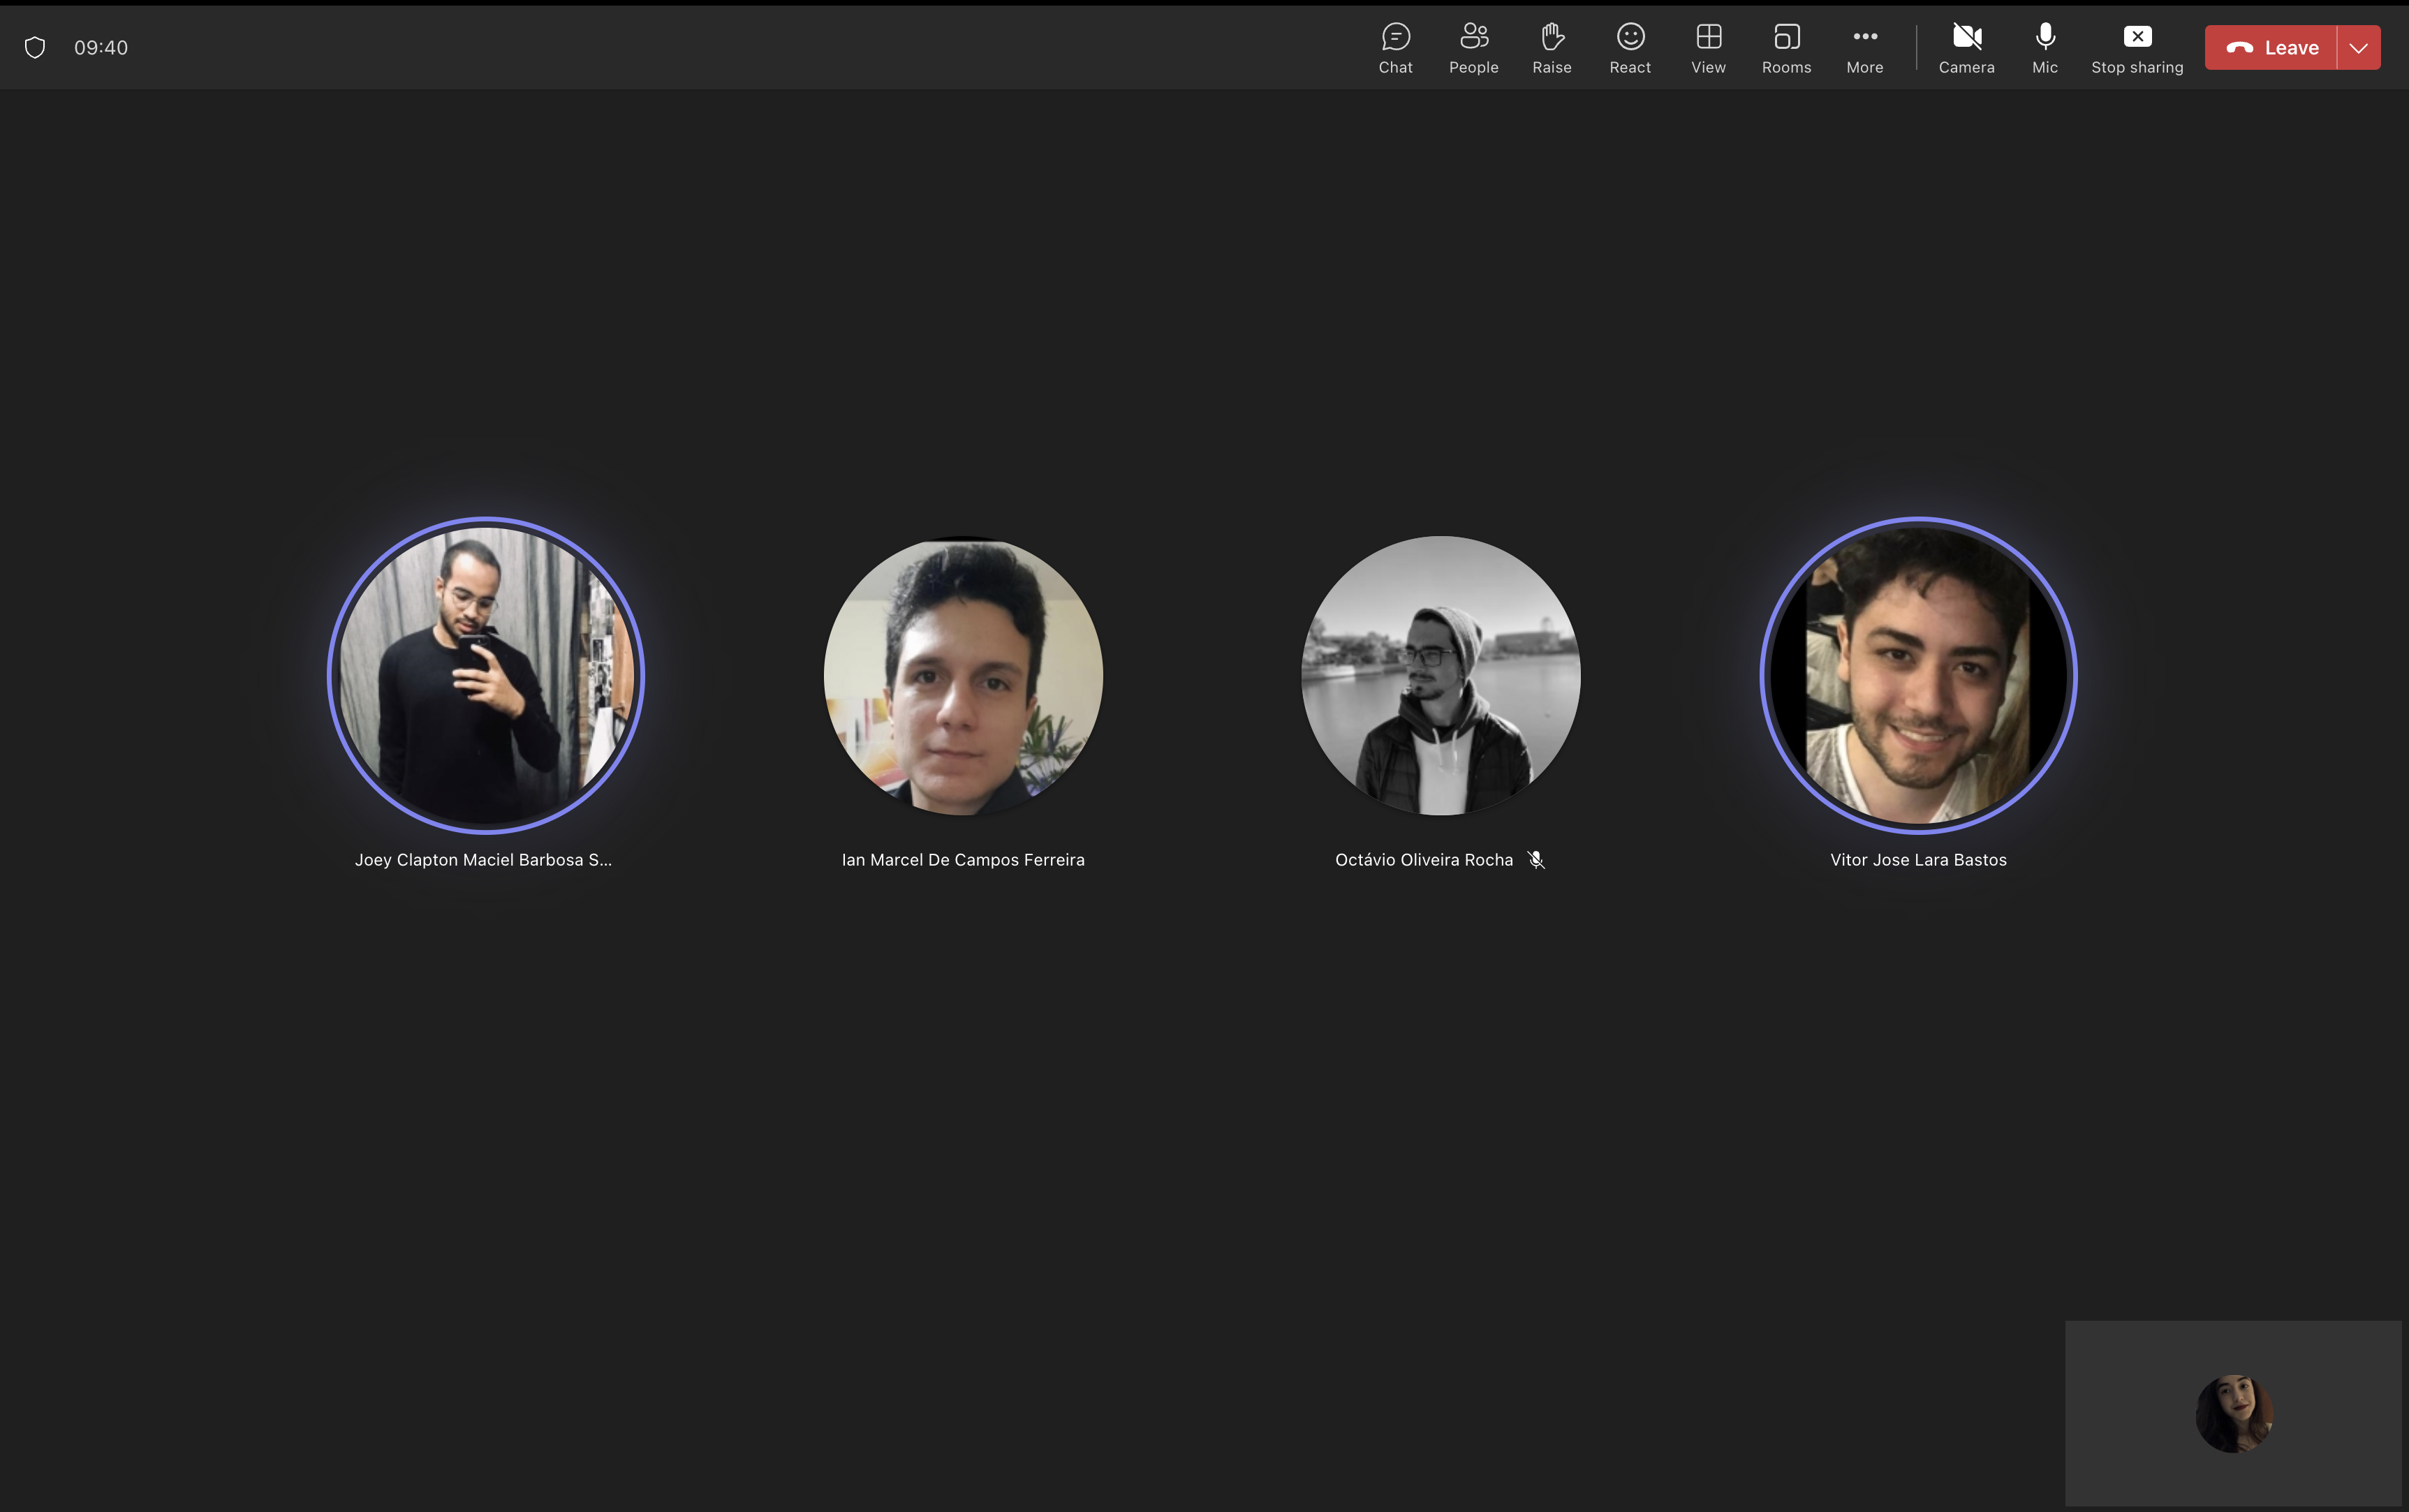 09:40
Chat People Raise React View Rooms More Camera Mic Stop sharing Leave
Joey Clapton Maciel Barbosa S... Ian Marcel De Campos Ferreira Octávio Oliveira Rocha Vitor Jose Lara Bastos